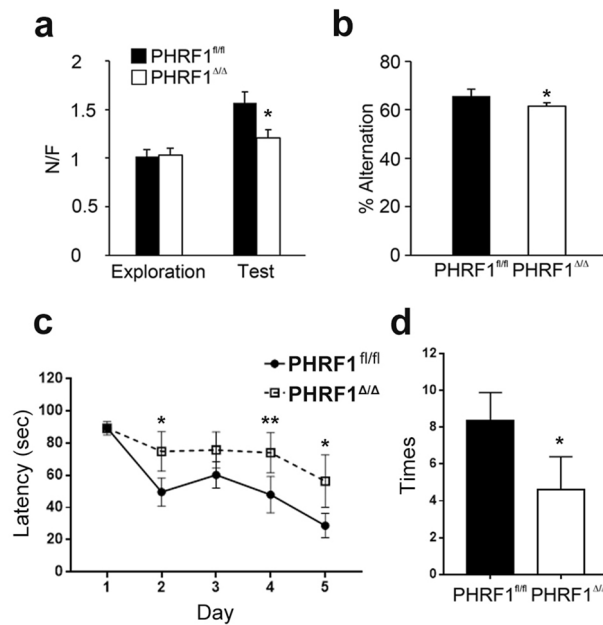 a
PHRF1fl/fl
PHRF1Δ/Δ
2
1.5
1
0.5
0
N/F
*
Exploration Test
b
80
60
40
20
0
% Alternation
*
PHRF1fl/fl PHRF1Δ/Δ
c
PHRF1fl/fl
PHRF1Δ/Δ
120
100
80
60
40
20
0
Latency (sec)
* ** *
1 2 3 4 5
Day
d
12
10
8
6
4
2
0
Times
*
PHRF1fl/fl PHRF1Δ/Δ